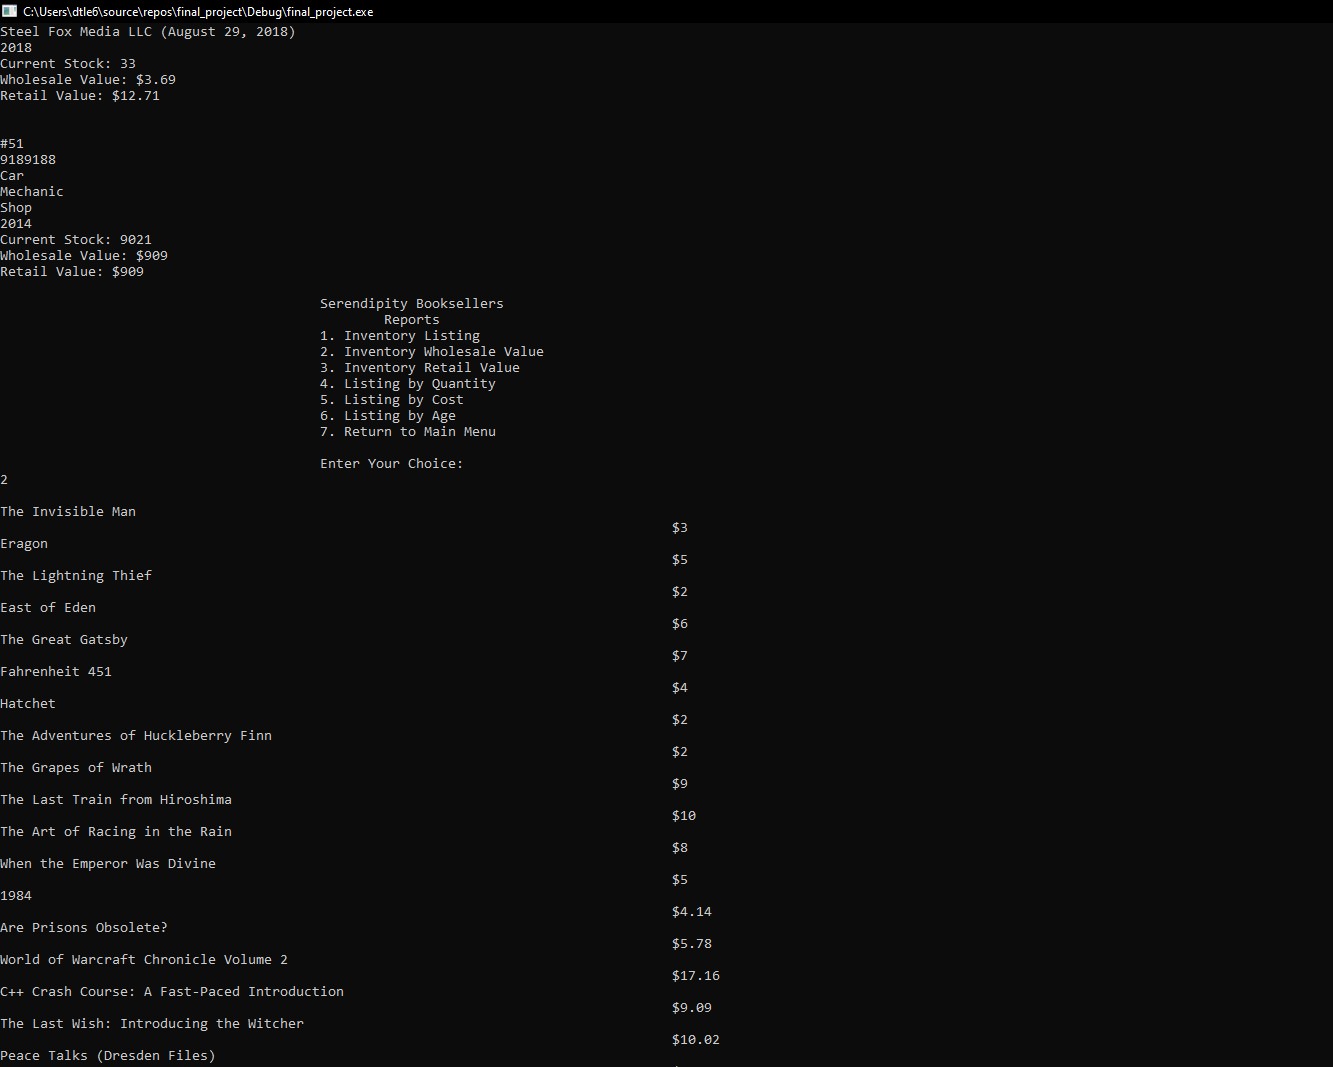 C:\Users\dtle6\source\repos\final_project\Debug\final_project.exe
Steel Fox Media LLC (August 29, 2018)
2018
Current Stock: 33
Wholesale Value: $3.69
Retail Value: $12.71
#51
9189188
Car
Mechanic
Shop
2014
Current Stock: 9021
Wholesale Value: $909
Retail Value: $909
Serendipity Booksellers
Reports
1. Inventory Listing
2. Inventory Wholesale Value
3. Inventory Retail Value
4. Listing by Quantity
5. Listing by Cost
6. Listing by Age
7. Return to Main Menu
Enter Your Choice:
2
The Invisible Man
$3
Eragon
$5
The Lightning Thief
$2
East of Eden
$6
The Great Gatsby
$7
Fahrenheit 451
$4
Hatchet
$2
The Adventures of Huckleberry Finn
$2
The Grapes of Wrath
$9
The Last Train from Hiroshima
$10
The Art of Racing in the Rain
$8
When the Emperor Was Divine
$5
1984
$4.14
Are Prisons Obsolete?
$5.78
World of Warcraft Chronicle Volume 2
$17.16
C++ Crash Course: A Fast-Paced Introduction
$9.09
The Last Wish: Introducing the Witcher
$10.02
Peace Talks (Dresden Files)